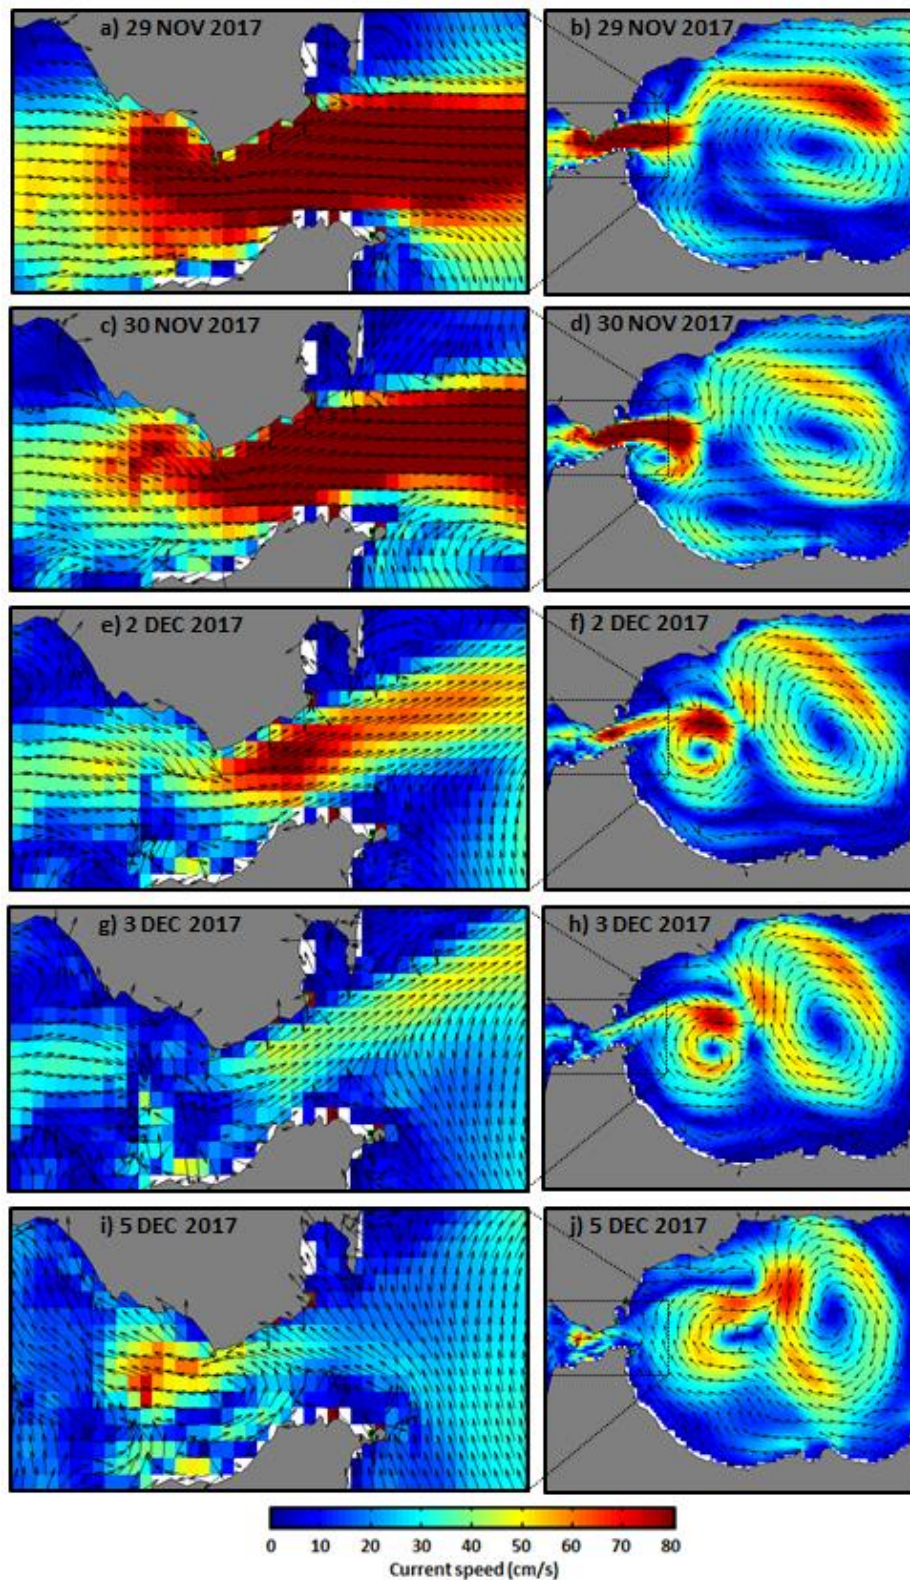 a) 29 NOV 2017
b) 29 NOV 2017
c) 30 NOV 2017
d) 30 NOV 2017
e) 2 DEC 2017
f) 2 DEC 2017
g) 3 DEC 2017
h) 3 DEC 2017
i) 5 DEC 2017
j) 5 DEC 2017
0 10 20 30 40 50 60 70 80
Current speed (cm/s)